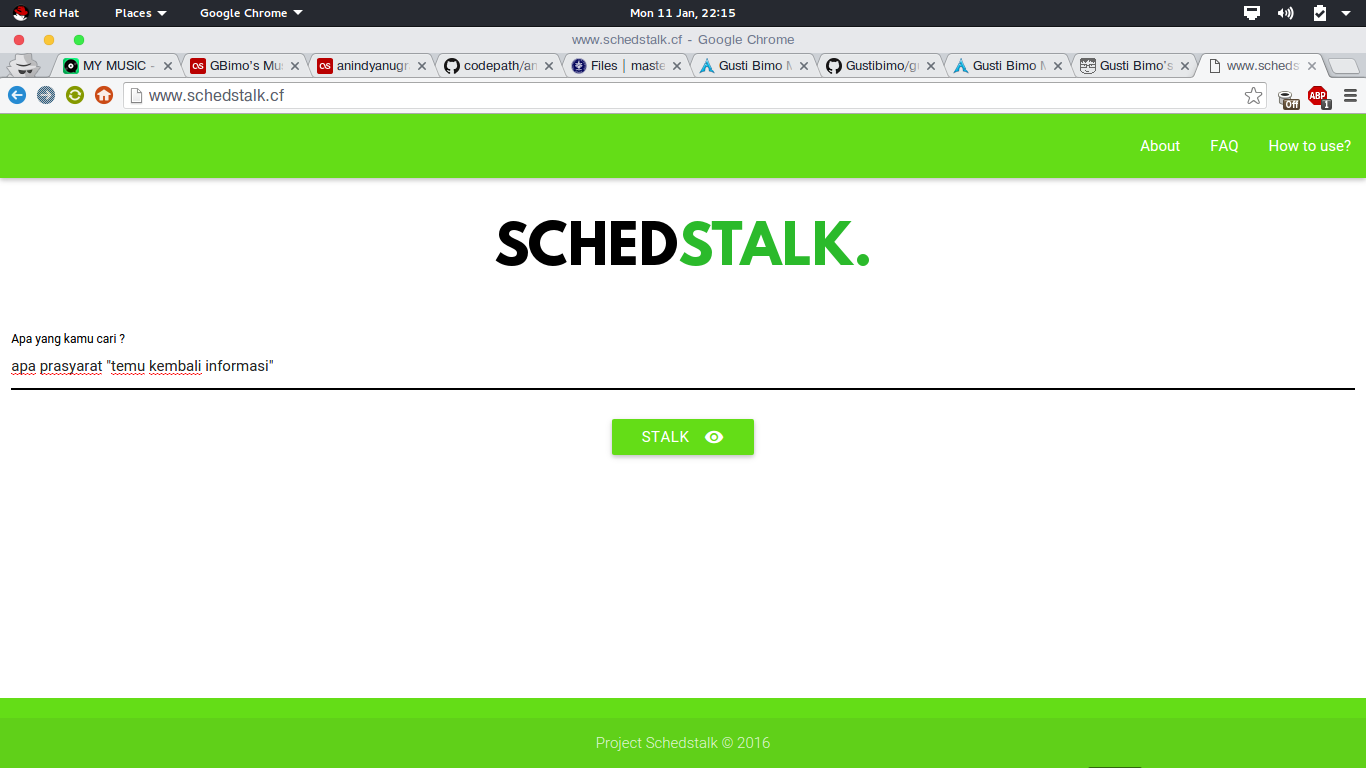 Red Hat Places Google Chrome Mon 11 Jan, 22:15
www.schedstalk.cf - Google Chrome
MY MUSIC - GBimo's Mus anindyanugr codepath/an Files | maste Gusti Bimo M Gustibimo/g Gusti Bimo M Gusti Bimo's www.scheds
www.schedstalk.cf Off ABP 1
About FAQ How to use?
SCHEDSTALK.
Apa yang kamu cari ?
apa prasyarat "temu kembali informasi"
STALK
Project Schedstalk © 2016